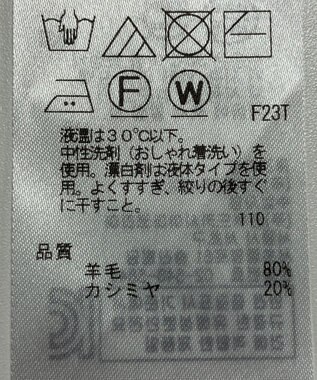 F W
F23T
液温は30℃以下。
中性洗剤（おしゃれ着洗い）を
使用。漂白剤は液体タイプを使
用。よくすすぎ、絞りの後すぐ
に干すこと。
110
品質
羊毛 80%
カシミヤ 20%